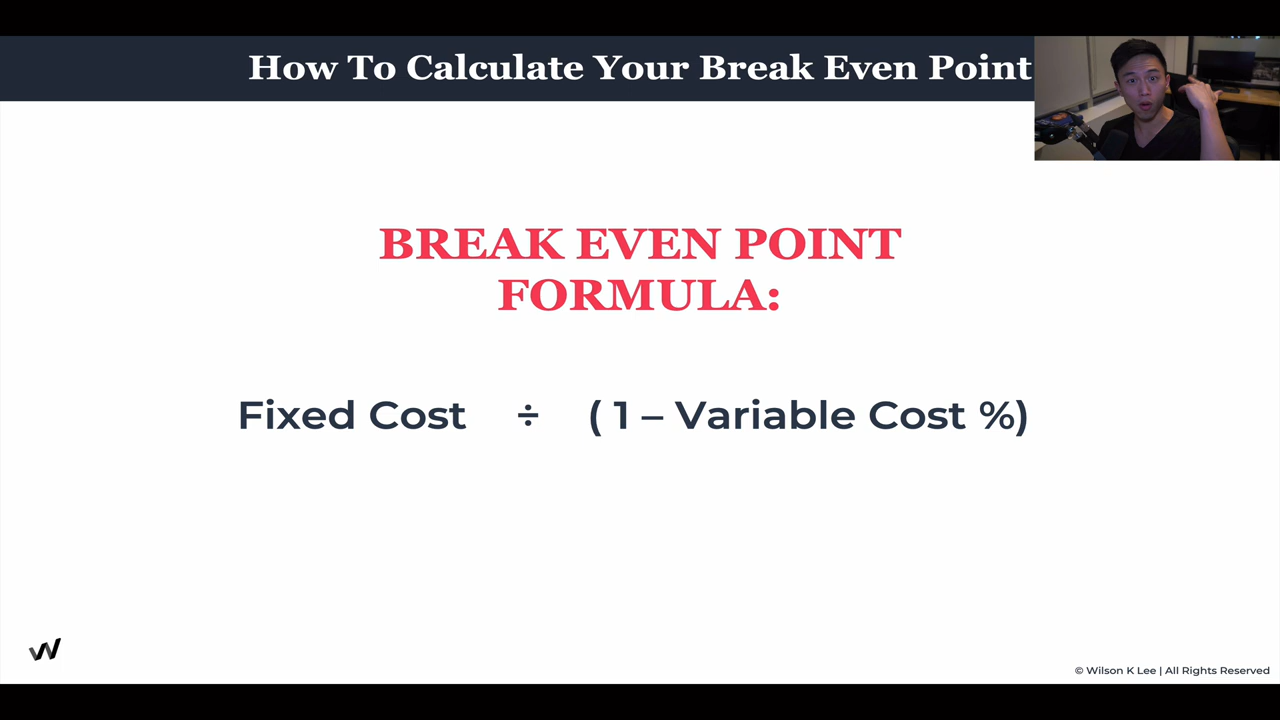 How To Calculate Your Break Even Point
BREAK EVEN POINT
FORMULA:
Fixed Cost ÷ ( 1 – Variable Cost %)
© Wilson K Lee | All Rights Reserved